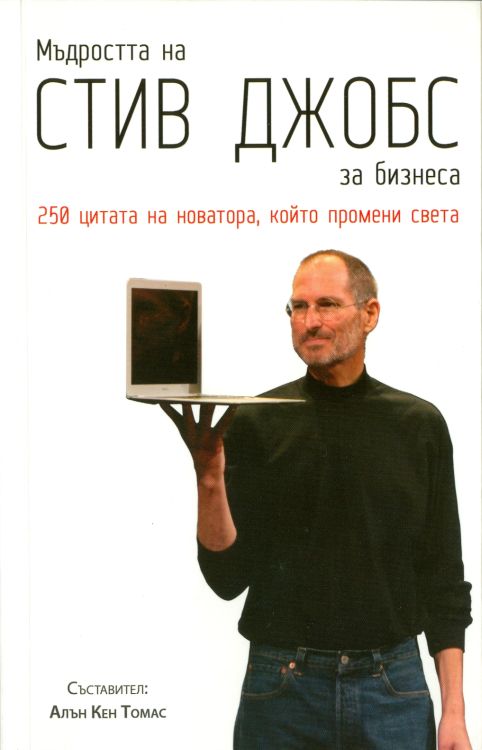 Мъдростта на
СТИВ ДЖОБС
за бизнеса
250 цитата на новатора, който промени света
Съставител:
Алън Кен Томас